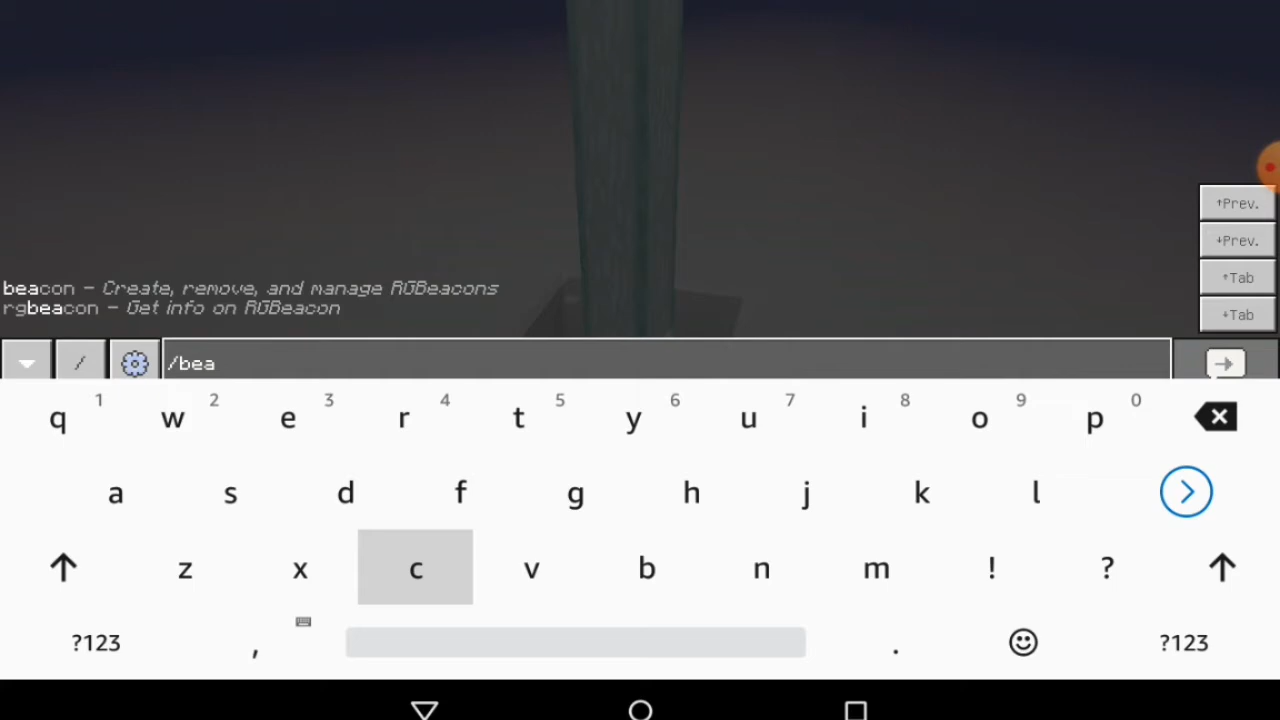 ↑Prev.
↓Prev.
↑Tab
↓Tab
beacon - Create, remove, and manage RGBeacons
rgbeacon - Get info on RGBeacon
/
/bea
1 2 3 4 5 6 7 8 9 0
q w e r t y u i o p
a s d f g h j k l
z x c v b n m ! ?
?123 , . ?123